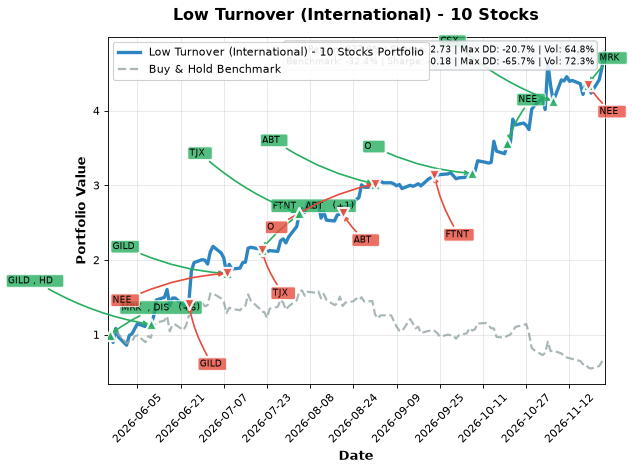 Low Turnover (International) - 10 Stocks
Low Turnover (International) - 10 Stocks Portfolio
Buy & Hold Benchmark
2.73 | Max DD: -20.7% | Vol: 64.8%
Benchmark: -32.4% | Sharpe: 0.18 | Max DD: -65.7% | Vol: 72.3%
CSX
MRK
NEE
NEE
ABT
O
TJX
FTNT , ABT (+1)
O
ABT
FTNT
GILD
TJX
GILD , HD
NEE
MRK , DIS (+8)
GILD
Portfolio Value
4
3
2
1
2026-06-05
2026-06-21
2026-07-07
2026-07-23
2026-08-08
2026-08-24
2026-09-09
2026-09-25
2026-10-11
2026-10-27
2026-11-12
Date